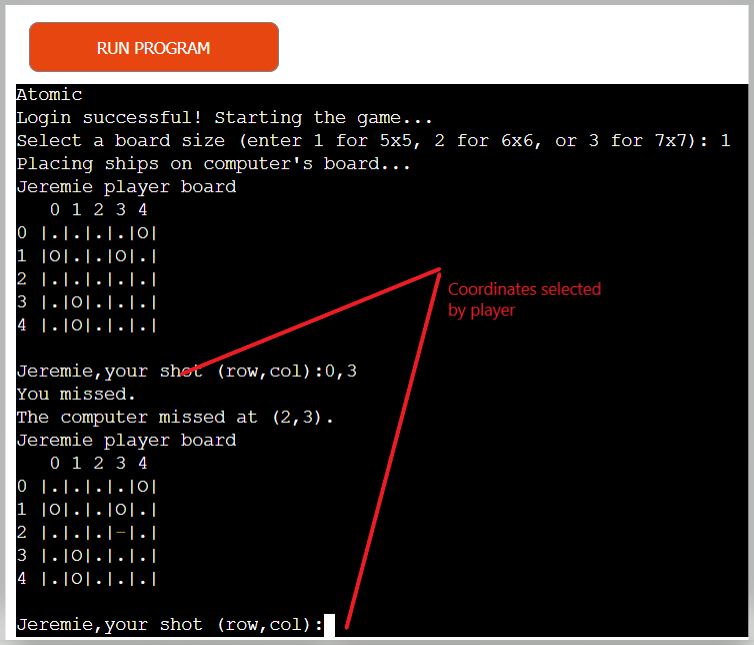 RUN PROGRAM
Atomic
Login successful! Starting the game...
Select a board size (enter 1 for 5x5, 2 for 6x6, or 3 for 7x7): 1
Placing ships on computer's board...
Jeremie player board
   0 1 2 3 4
0 |.|.|.|.|O|
1 |O|.|.|O|.|
2 |.|.|.|.|.|
3 |.|O|.|.|.|
4 |.|O|.|.|.|
Coordinates selected
by player
Jeremie,your shot (row,col):0,3
You missed.
The computer missed at (2,3).
Jeremie player board
   0 1 2 3 4
0 |.|.|.|.|O|
1 |O|.|.|O|.|
2 |.|.|.|-|.|
3 |.|O|.|.|.|
4 |.|O|.|.|.|
Jeremie,your shot (row,col):